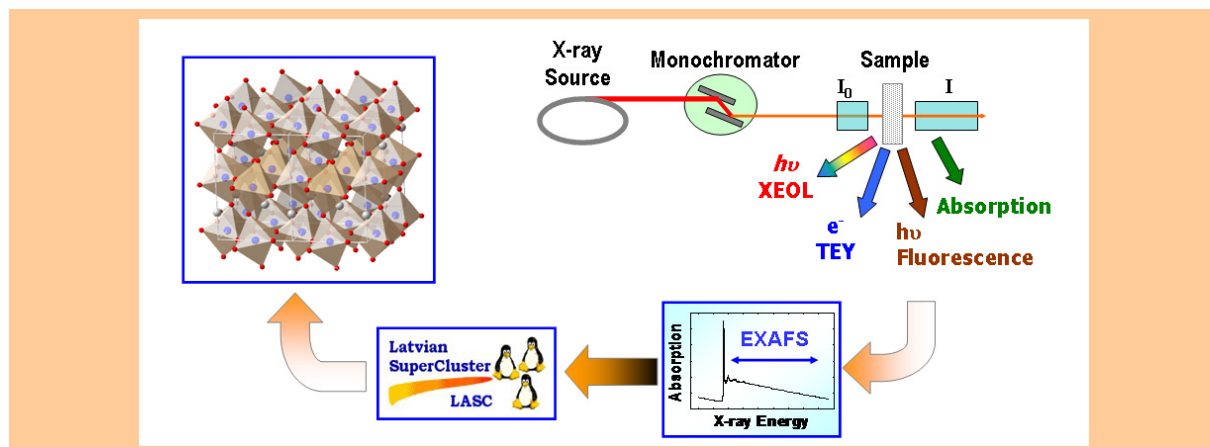 X-ray
Source
Monochromator
Sample
I₀
I
hυ
XEOL
e⁻
TEY
hυ
Fluorescence
Absorption
Latvian
SuperCluster
LASC
Absorption
EXAFS
X-ray Energy